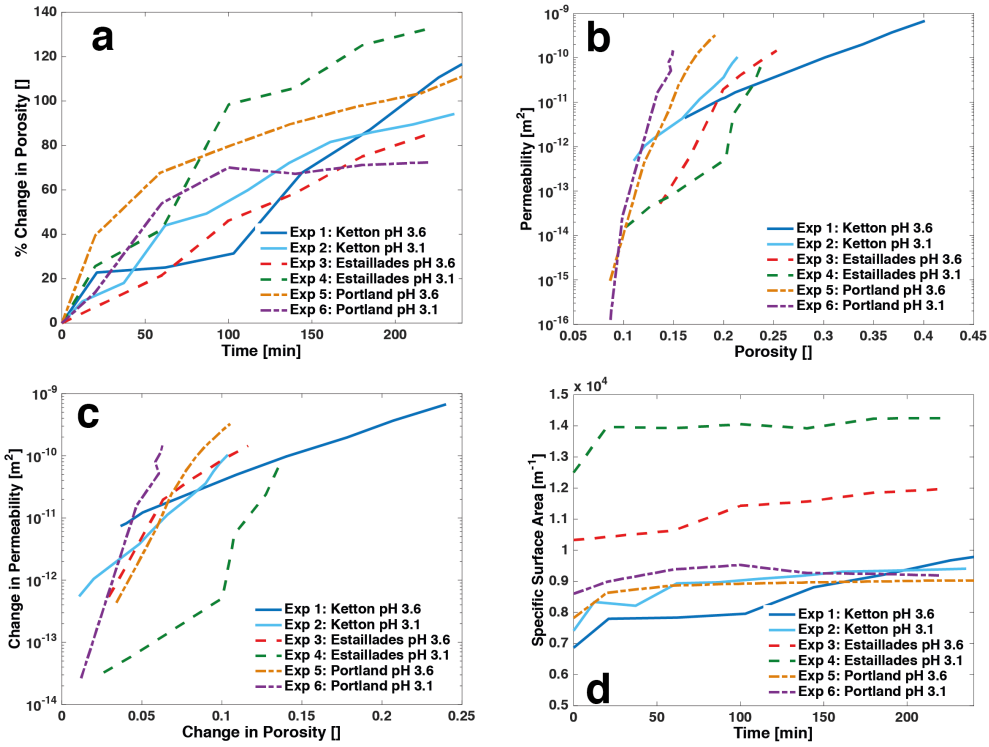 a
140
120
100
80
60
40
20
0
% Change in Porosity []
0 50 100 150 200
Time [min]
Exp 1: Ketton pH 3.6
Exp 2: Ketton pH 3.1
Exp 3: Estaillades pH 3.6
Exp 4: Estaillades pH 3.1
Exp 5: Portland pH 3.6
Exp 6: Portland pH 3.1
b
10-9
10-10
10-11
10-12
10-13
10-14
10-15
10-16
Permeability [m2]
0.05 0.1 0.15 0.2 0.25 0.3 0.35 0.4 0.45
Porosity []
Exp 1: Ketton pH 3.6
Exp 2: Ketton pH 3.1
Exp 3: Estaillades pH 3.6
Exp 4: Estaillades pH 3.1
Exp 5: Portland pH 3.6
Exp 6: Portland pH 3.1
c
10-9
10-10
10-11
10-12
10-13
10-14
Change in Permeability [m2]
0 0.05 0.1 0.15 0.2 0.25
Change in Porosity []
Exp 1: Ketton pH 3.6
Exp 2: Ketton pH 3.1
Exp 3: Estaillades pH 3.6
Exp 4: Estaillades pH 3.1
Exp 5: Portland pH 3.6
Exp 6: Portland pH 3.1
x 104
1.5
1.4
1.3
1.2
1.1
1
0.9
0.8
0.7
0.6
0.5
Specific Surface Area [m-1]
0 50 100 150 200
Time [min]
Exp 1: Ketton pH 3.6
Exp 2: Ketton pH 3.1
Exp 3: Estaillades pH 3.6
Exp 4: Estaillades pH 3.1
Exp 5: Portland pH 3.6
Exp 6: Portland pH 3.1
d